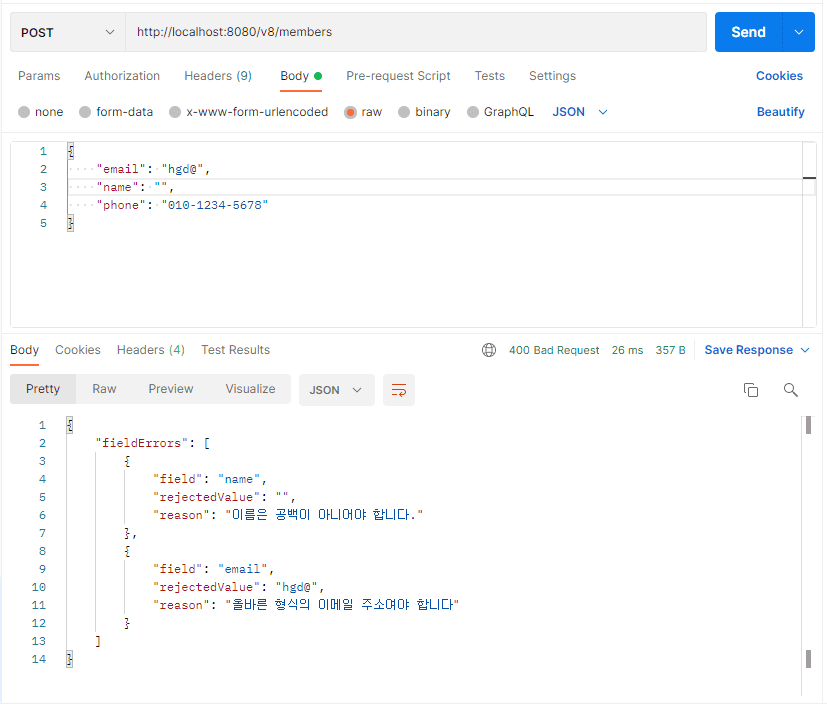 POST http://localhost:8080/v8/members Send
Params Authorization Headers (9) Body Pre-request Script Tests Settings Cookies
none form-data x-www-form-urlencoded raw binary GraphQL JSON Beautify
1 {
2 "email": "hgd@",
3 "name": "",
4 "phone": "010-1234-5678"
5 }
Body Cookies Headers (4) Test Results 400 Bad Request 26 ms 357 B Save Response
Pretty Raw Preview Visualize JSON
1 {
2 "fieldErrors": [
3 {
4 "field": "name",
5 "rejectedValue": "",
6 "reason": "이름은 공백이 아니어야 합니다."
7 },
8 {
9 "field": "email",
10 "rejectedValue": "hgd@",
11 "reason": "올바른 형식의 이메일 주소여야 합니다"
12 }
13 ]
14 }